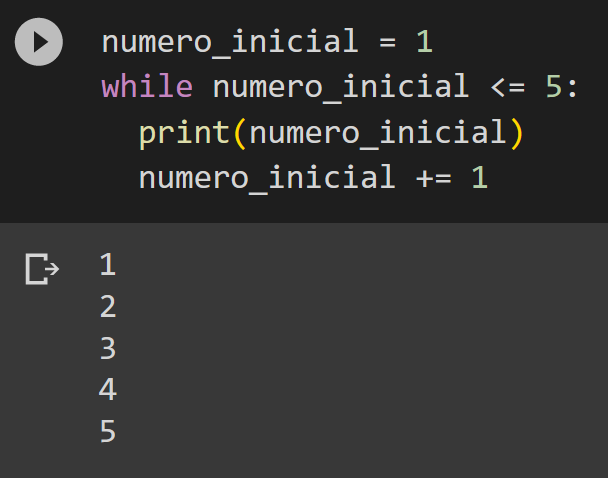 numero_inicial = 1
while numero_inicial <= 5:
  print(numero_inicial)
  numero_inicial += 1
1
2
3
4
5